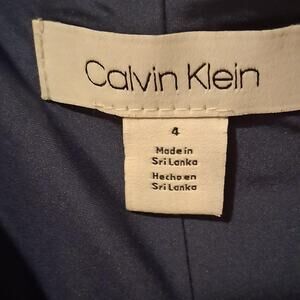 Calvin Klein
4
Made in
Sri Lanka
Hecho en
Sri Lanka